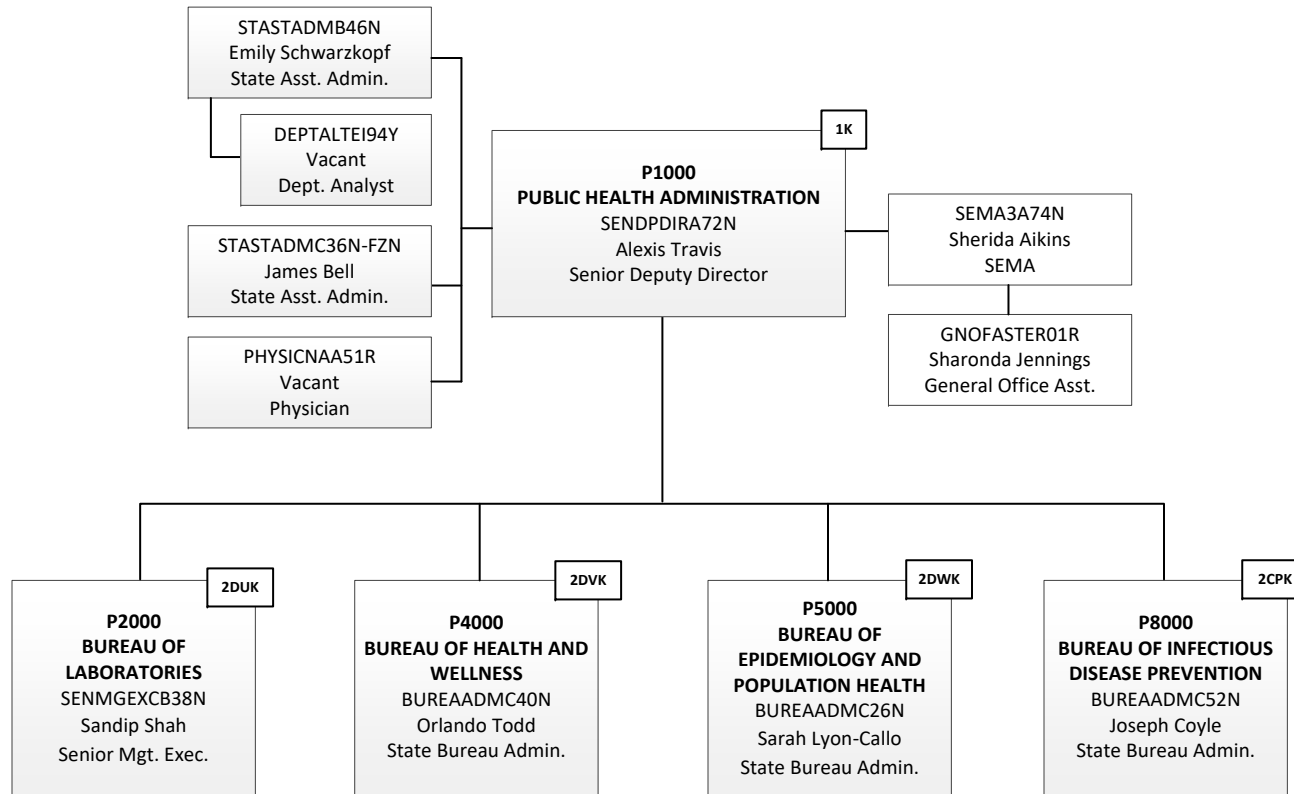 STASTADMB46N
Emily Schwarzkopf
State Asst. Admin.
DEPTALTEI94Y
Vacant
Dept. Analyst
STASTADMC36N-FZN
James Bell
State Asst. Admin.
PHYSICNAA51R
Vacant
Physician
1K
P1000
PUBLIC HEALTH ADMINISTRATION
SENDPDIRA72N
Alexis Travis
Senior Deputy Director
SEMA3A74N
Sherida Aikins
SEMA
GNOFASTER01R
Sharonda Jennings
General Office Asst.
2DUK
P2000
BUREAU OF
LABORATORIES
SENMGEXCB38N
Sandip Shah
Senior Mgt. Exec.
2DVK
P4000
BUREAU OF HEALTH AND
WELLNESS
BUREAADMC40N
Orlando Todd
State Bureau Admin.
2DWK
P5000
BUREAU OF
EPIDEMIOLOGY AND
POPULATION HEALTH
BUREAADMC26N
Sarah Lyon-Callo
State Bureau Admin.
2CPK
P8000
BUREAU OF INFECTIOUS
DISEASE PREVENTION
BUREAADMC52N
Joseph Coyle
State Bureau Admin.